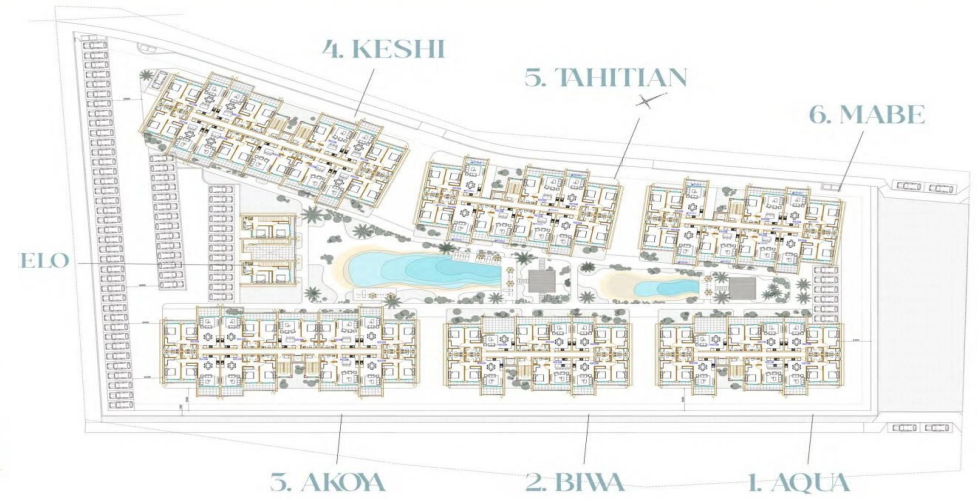 4. KESHI
5. TAHITIAN
6. MABE
ELO
3. AKOYA
2. BIWA
1. AQUA